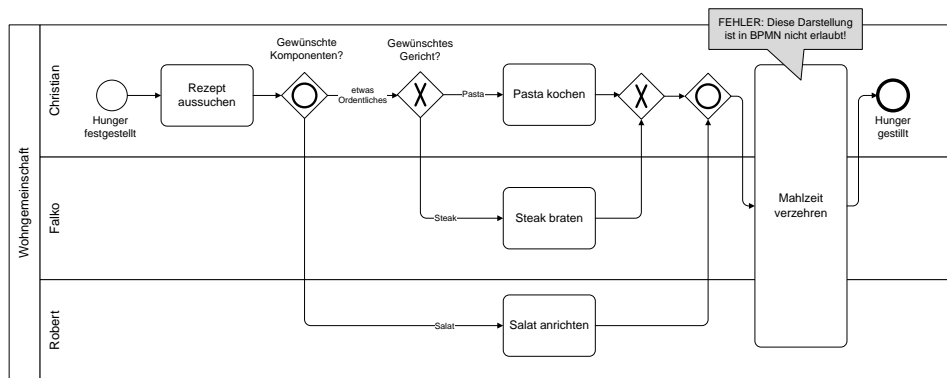 FEHLER: Diese Darstellung
ist in BPMN nicht erlaubt!
Wohngemeinschaft
Christian
Hunger
festgestellt
Rezept
aussuchen
Gewünschte
Komponenten?
etwas
Ordentliches
Gewünschtes
Gericht?
Pasta
Pasta kochen
Hunger
gestillt
Falko
Steak
Steak braten
Mahlzeit
verzehren
Robert
Salat
Salat anrichten